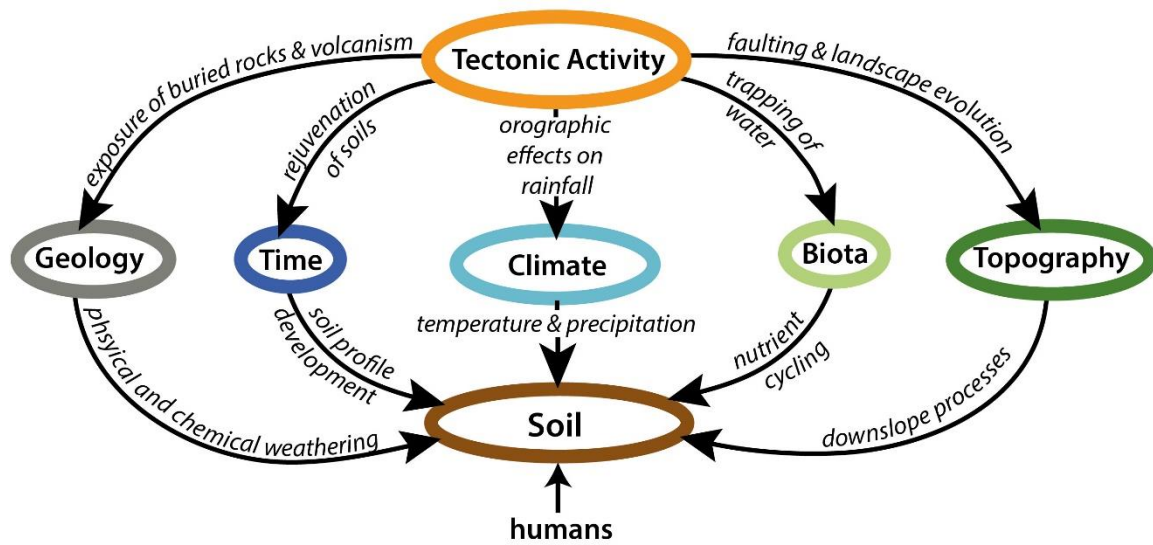 Tectonic Activity
exposure of buried rocks & volcanism
rejuvenation
of soils
orographic
effects on
rainfall
trapping of
water
faulting & landscape evolution
Geology
Time
Climate
Biota
Topography
phsyical and chemical weathering
soil profile
development
temperature & precipitation
nutrient
cycling
downslope processes
Soil
humans